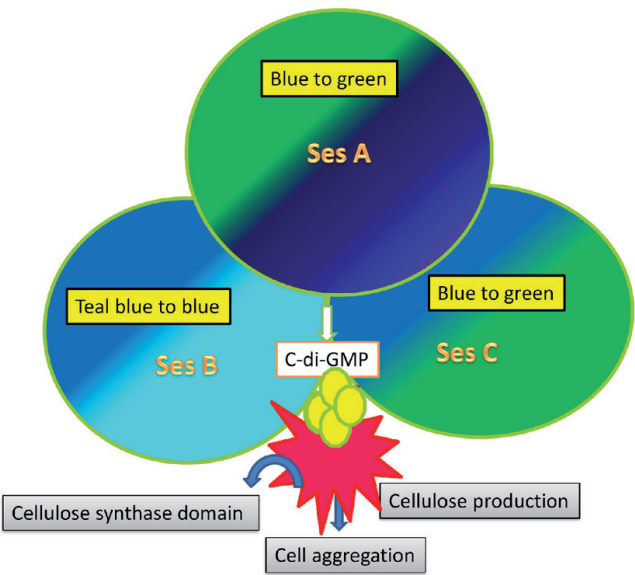 Blue to green
Ses A
Teal blue to blue
Ses B
Blue to green
Ses C
C-di-GMP
Cellulose synthase domain
Cellulose production
Cell aggregation